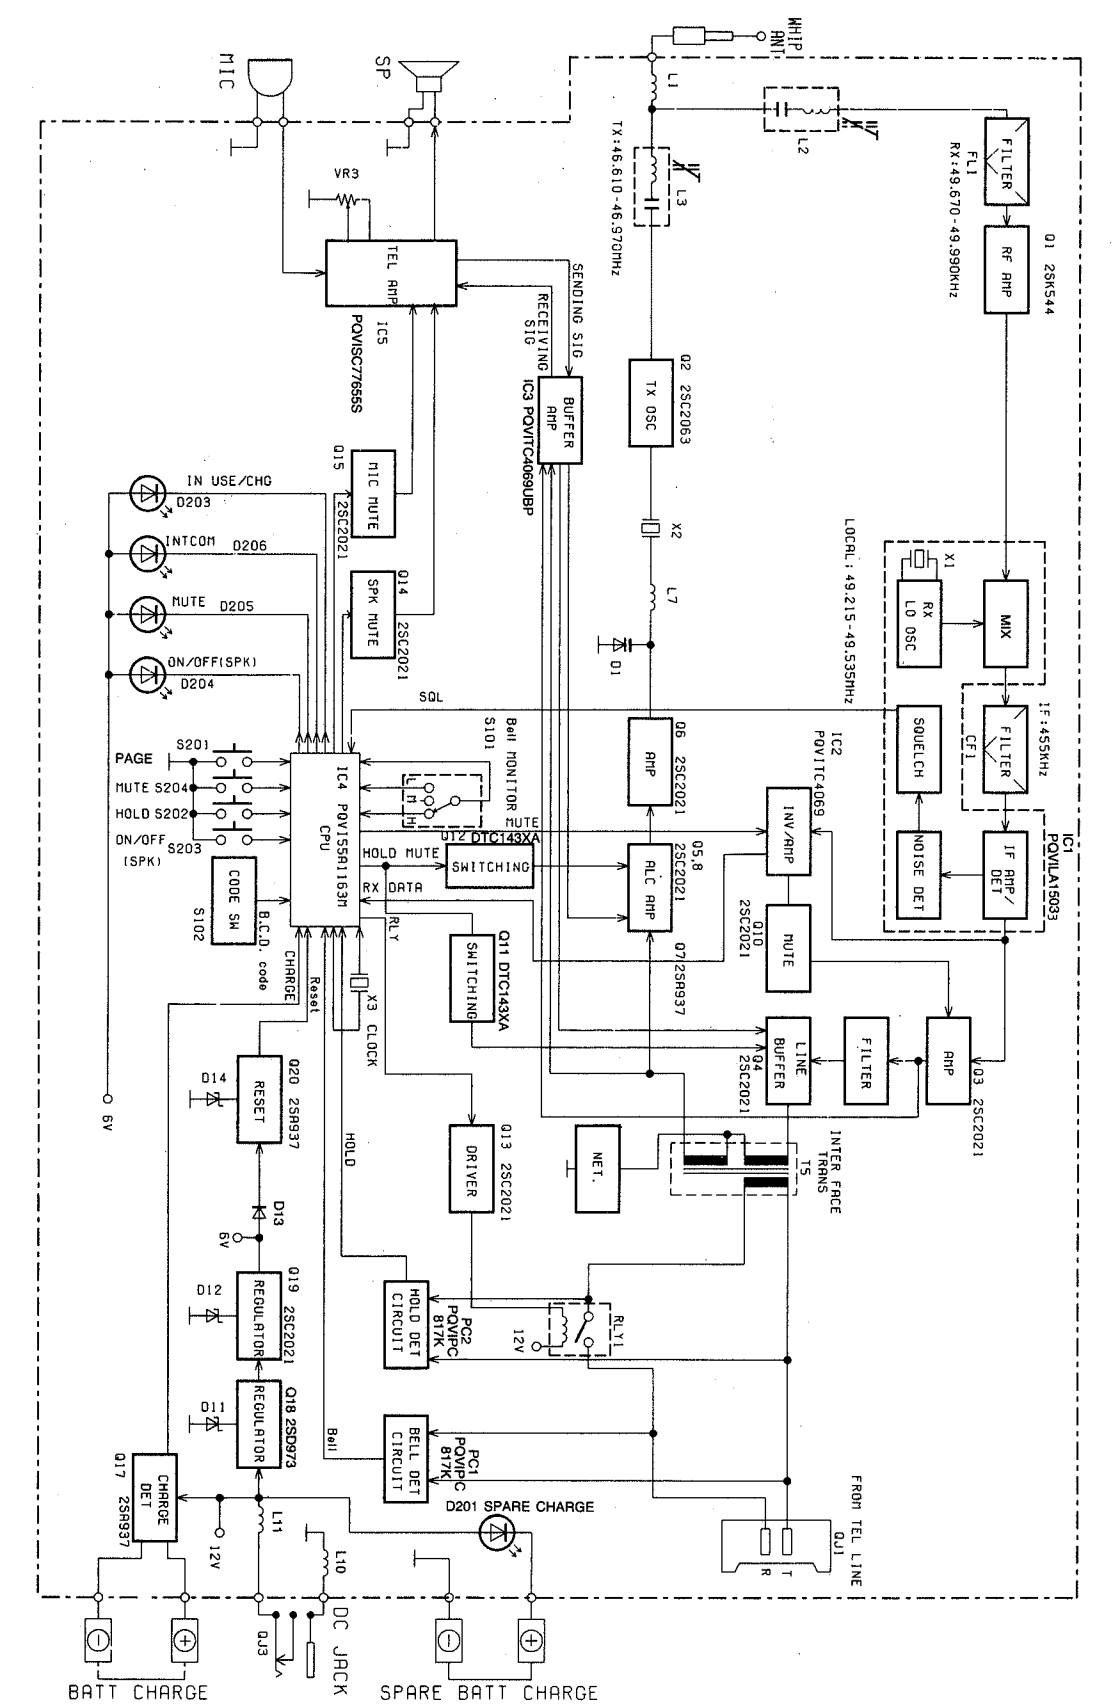 WHIP
ANT
MIC
SP
L1
L2
L3
TX:46.610-46.970MHz
FILTER
FL1
RX:49.670-49.990KHz
Q1 2SK544
RF AMP
VR3
TEL AMP
IC5
PQVISC77655S
SENDING SIG
RECEIVING
SIG
BUFFER
AMP
IC3 PQVITC4069UBP
Q2 2SC2063
TX OSC
X2
L7
D1
LOCAL: 49.215-49.535MHz
X1
RX
LO OSC
MIX
IF:455KHz
FILTER
CF1
SQUELCH
NOISE DET
IF AMP/
DET
IC1
PQVILA15033
Q15
MIC MUTE
2SC2021
Q14
SPK MUTE
2SC2021
IN USE/CHG
D203
INTCOM
D206
MUTE
D205
ON/OFF(SPK)
D204
SQL
Bell MONITOR
S101
L
M
H
Q6 2SC2021
AMP
IC2
PQVITC4069
INV/AMP
MUTE
Q12 DTC143XA
SWITCHING
HOLD MUTE
RX DATA
RLY
Q5,8
2SC2021
ALC AMP
Q7 2SA937
MUTE
Q10
2SC2021
PAGE
S201
MUTE S204
HOLD S202
ON/OFF
(SPK)
S203
IC4 PQVI55A1163M
CPU
CODE SW
S102
B.C.D. code
CHARGE
Reset
X3 CLOCK
Q11 DTC143XA
SWITCHING
LINE
BUFFER
Q4
2SC2021
FILTER
AMP
Q3 2SC2021
6V
D14
RESET
Q20 2SA937
HOLD
Q13 2SC2021
DRIVER
NET.
T5
INTER FACE
TRANS
D13
6V
D12
REGULATOR
Q19 2SC2021
HOLD DET
CIRCUIT
PC2
PQVIPC
817K
12V
RLY1
D11
REGULATOR
Q18 2SD973
Bell
BELL DET
CIRCUIT
PC1
PQVIPC
817K
D201 SPARE CHARGE
FROM TEL LINE
QJ1
T
R
CHARGE
DET
Q17 2SA937
12V
L11
L10
QJ3
DC JACK
BATT CHARGE
SPARE BATT CHARGE